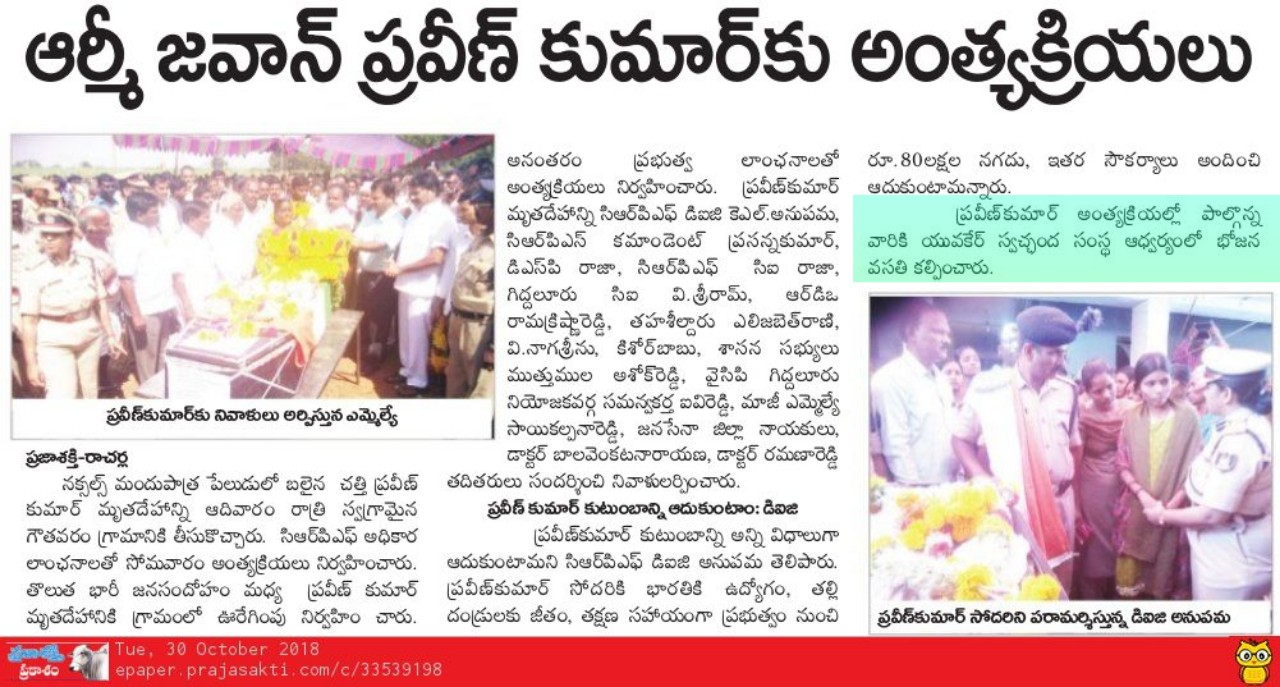 ఆర్మీ జవాన్ ప్రవీణ్ కుమార్‌కు అంత్యక్రియలు
ప్రవీణ్‌కుమార్‌కు నివాళులు అర్పిస్తున ఎమ్మెల్యే
ప్రజాశక్తి-రాచర్ల
నక్సల్స్ మందుపాత్ర పేలుడులో బలైన చత్తి ప్రవీణ్
కుమార్ మృతదేహాన్ని ఆదివారం రాత్రి స్వగ్రామైన
గౌతవరం గ్రామానికి తీసుకొచ్చారు. సిఆర్‌పిఎఫ్ అధికార
లాంఛనాలతో సోమవారం అంత్యక్రియలు నిర్వహించారు.
తొలుత భారీ జనసందోహం మధ్య ప్రవీణ్ కుమార్
మృతదేహానికి గ్రామంలో ఊరేగింపు నిర్వహిం చారు.
అనంతరం ప్రభుత్వ లాంఛనాలతో
అంత్యక్రియలు నిర్వహించారు. ప్రవీణ్‌కుమార్
మృతదేహాన్ని సిఆర్‌పిఎఫ్ డిఐజి కెఎల్.అనుపమ,
సిఆర్‌పిఎస్ కమాండెంట్ ప్రసన్నకుమార్,
డిఎస్‌పి రాజా, సిఆర్‌పిఎఫ్ సిఐ రాజా,
గిద్దలూరు సిఐ వి.శ్రీరామ్, ఆర్‌డిఒ
రామక్రిష్ణారెడ్డి, తహశీల్దారు ఎలిజబెత్‌రాణి,
వి.నాగశ్రీను, కిశోర్‌బాబు, శాసన సభ్యులు
ముత్తుముల అశోక్‌రెడ్డి, వైసిపి గిద్దలూరు
నియోజకవర్గ సమన్వకర్త ఐవిరెడ్డి, మాజీ ఎమ్మెల్యే
సాయికల్పనారెడ్డి, జనసేనా జిల్లా నాయకులు,
డాక్టర్ బాలవెంకటనారాయణ, డాక్టర్ రమణారెడ్డి
తదితరులు సందర్శించి నివాళులర్పించారు.
ప్రవీణ్ కుమార్ కుటుంబాన్ని ఆదుకుంటాం: డిఐజి
ప్రవీణ్‌కుమార్ కుటుంబాన్ని అన్ని విధాలుగా
ఆదుకుంటామని సిఆర్‌పిఎఫ్ డిఐజి అనుపమ తెలిపారు.
ప్రవీణ్‌కుమార్ సోదరికి భారతికి ఉద్యోగం, తల్లి
దండ్రులకు జీతం, తక్షణ సహాయంగా ప్రభుత్వం నుంచి
రూ.80లక్షల నగదు, ఇతర సౌకర్యాలు అందించి
ఆదుకుంటామన్నారు.
ప్రవీణ్‌కుమార్ అంత్యక్రియల్లో పాల్గొన్న
వారికి యువకేర్ స్వచ్ఛంద సంస్థ ఆధ్వర్యంలో భోజన
వసతి కల్పించారు.
ప్రవీణ్‌కుమార్ సోదరిని పరామర్శిస్తున్న డిఐజి అనుపమ
ప్రజాశక్తి
ప్రకాశం
Tue, 30 October 2018
epaper.prajasakti.com/c/33539198